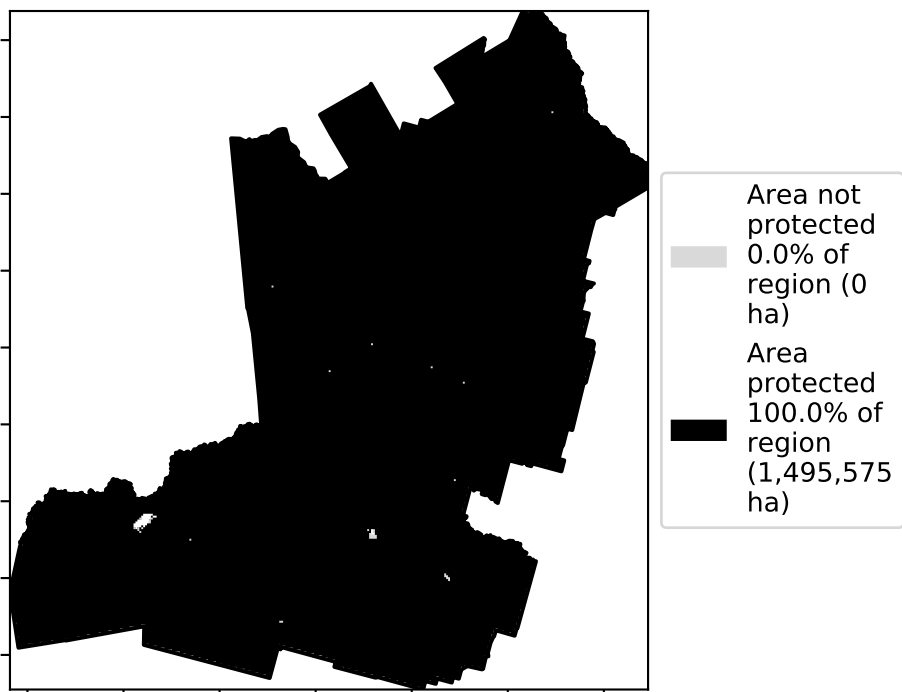 Area not
protected
0.0% of
region (0
ha)
Area
protected
100.0% of
region
(1,495,575
ha)